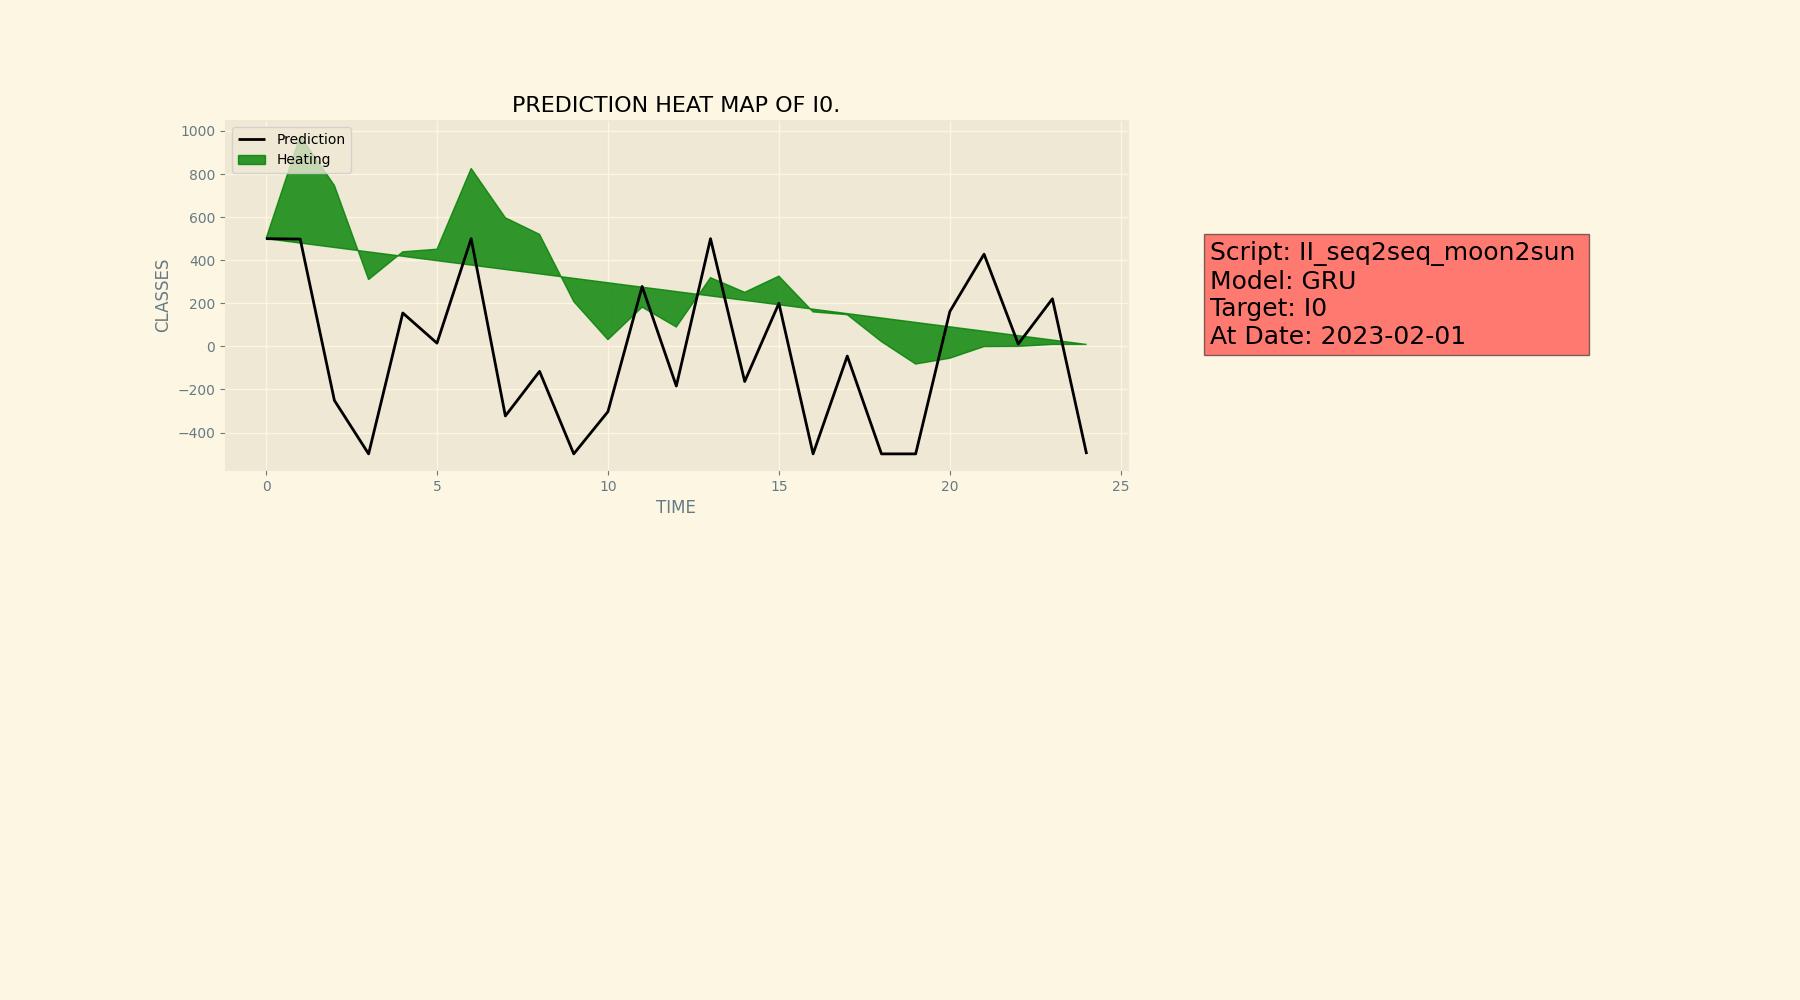 PREDICTION HEAT MAP OF I0.
1000
800
600
400
200
0
−200
−400
CLASSES
Prediction
Heating
0 5 10 15 20 25
TIME
Script: II_seq2seq_moon2sun
Model: GRU
Target: I0
At Date: 2023-02-01